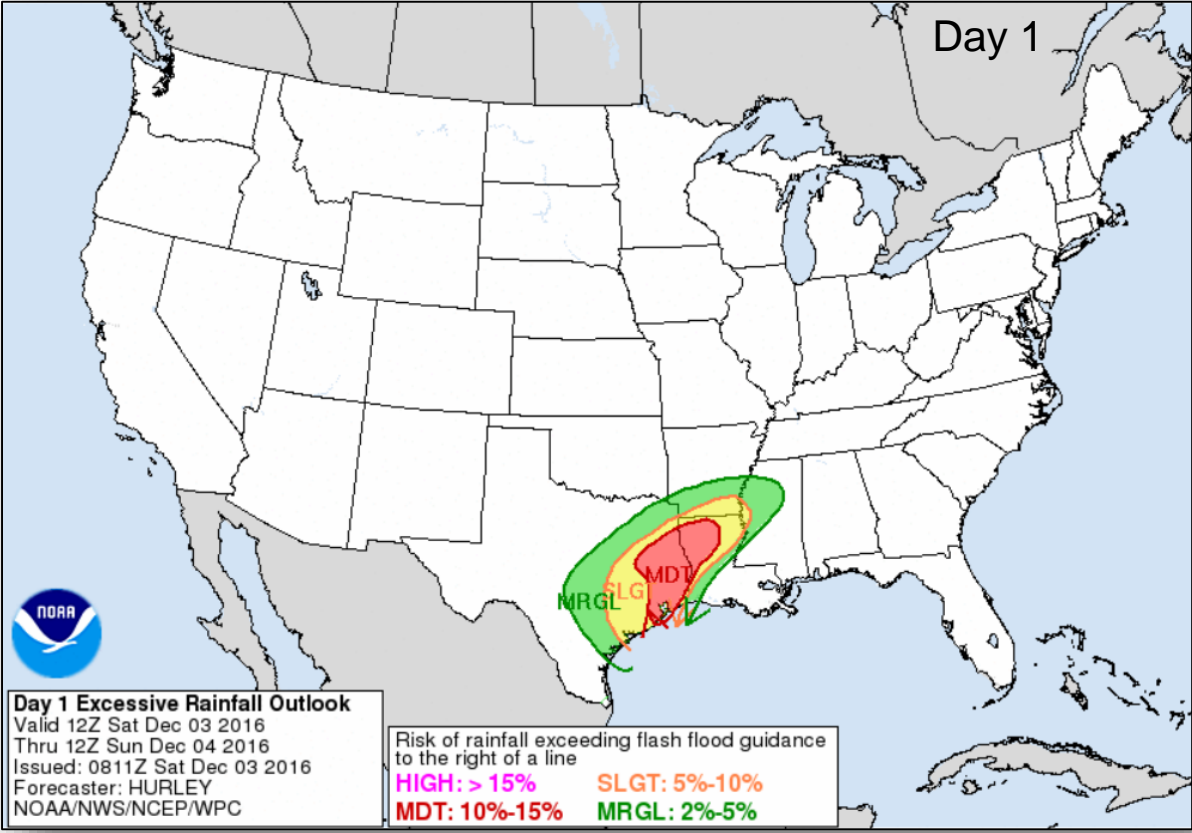 Day 1
MDT
SLG
MRGL
NOAA
Day 1 Excessive Rainfall Outlook
Valid 12Z Sat Dec 03 2016
Thru 12Z Sun Dec 04 2016
Issued: 0811Z Sat Dec 03 2016
Forecaster: HURLEY
NOAA/NWS/NCEP/WPC
Risk of rainfall exceeding flash flood guidance
to the right of a line
HIGH: > 15% SLGT: 5%-10%
MDT: 10%-15% MRGL: 2%-5%